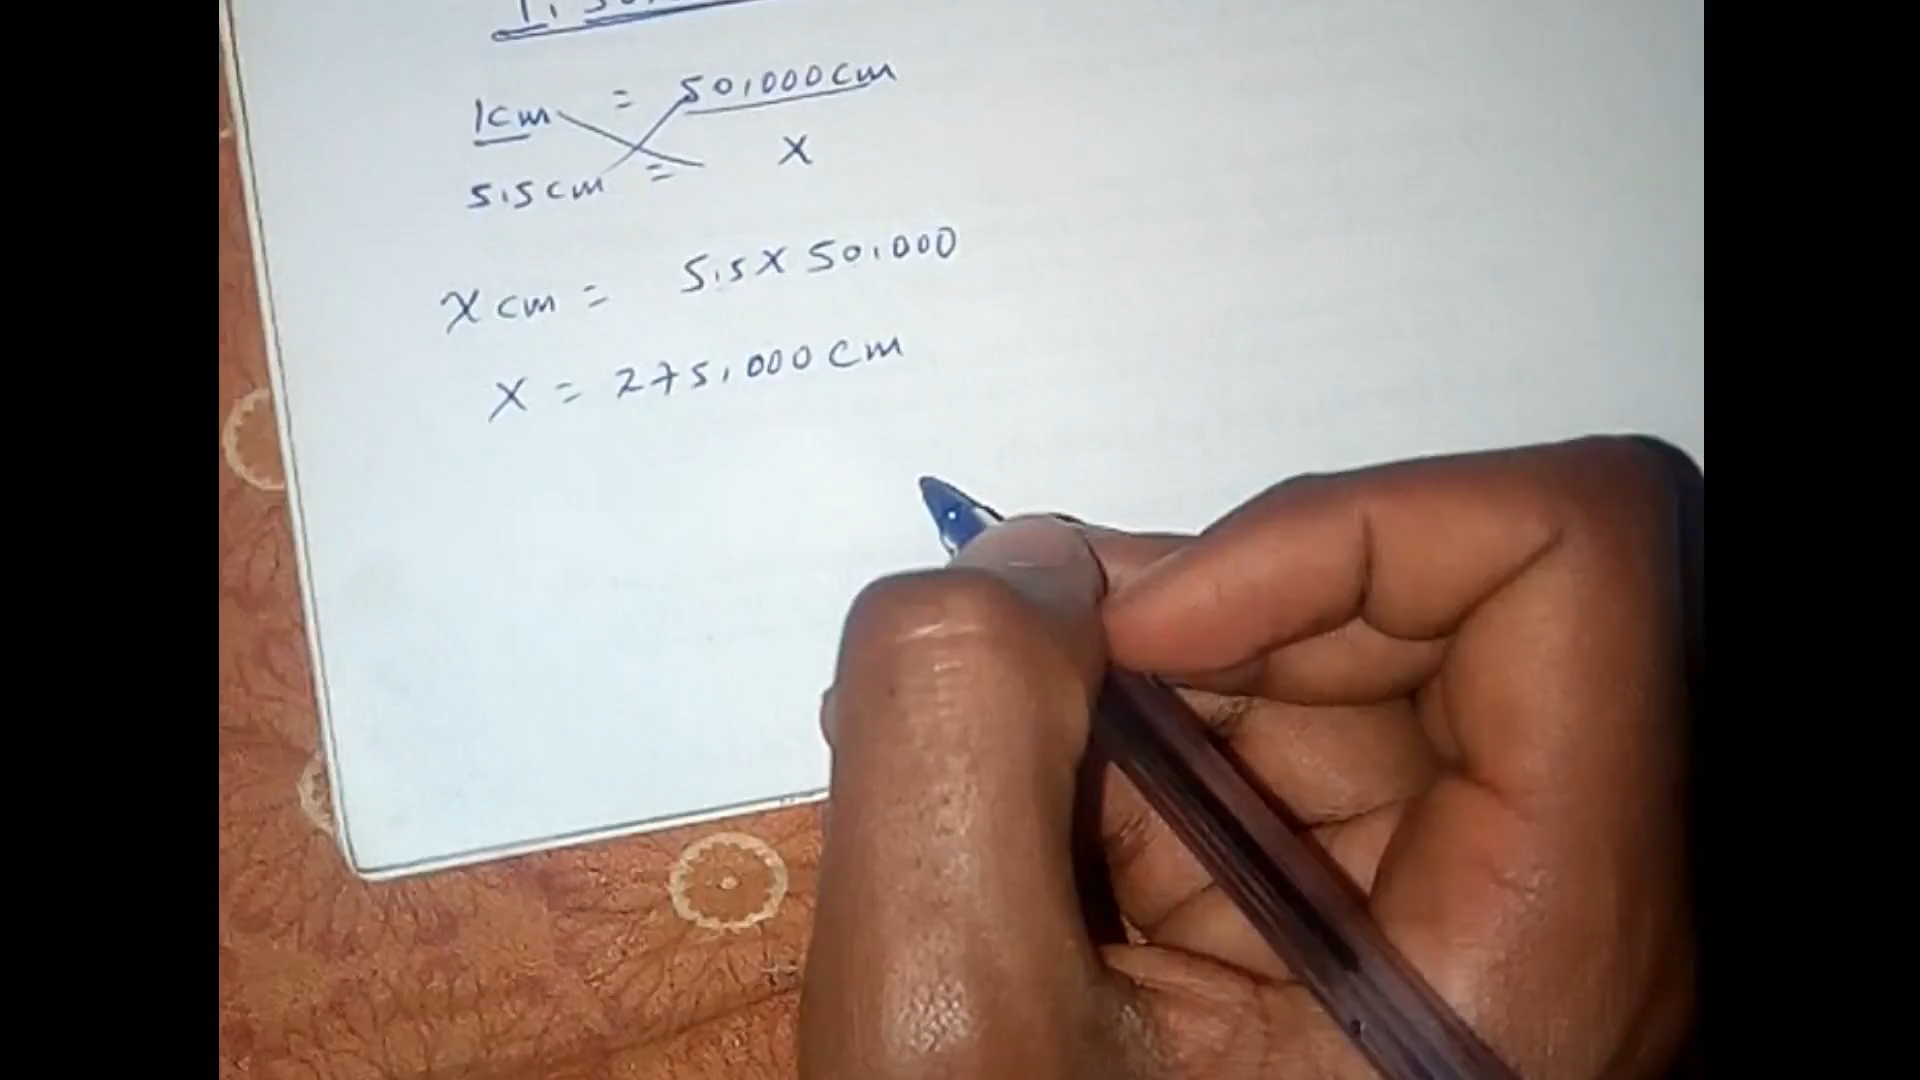 1cm = 50,000cm
5.5cm = X
x cm = 5.5 x 50,000
X = 275,000 cm